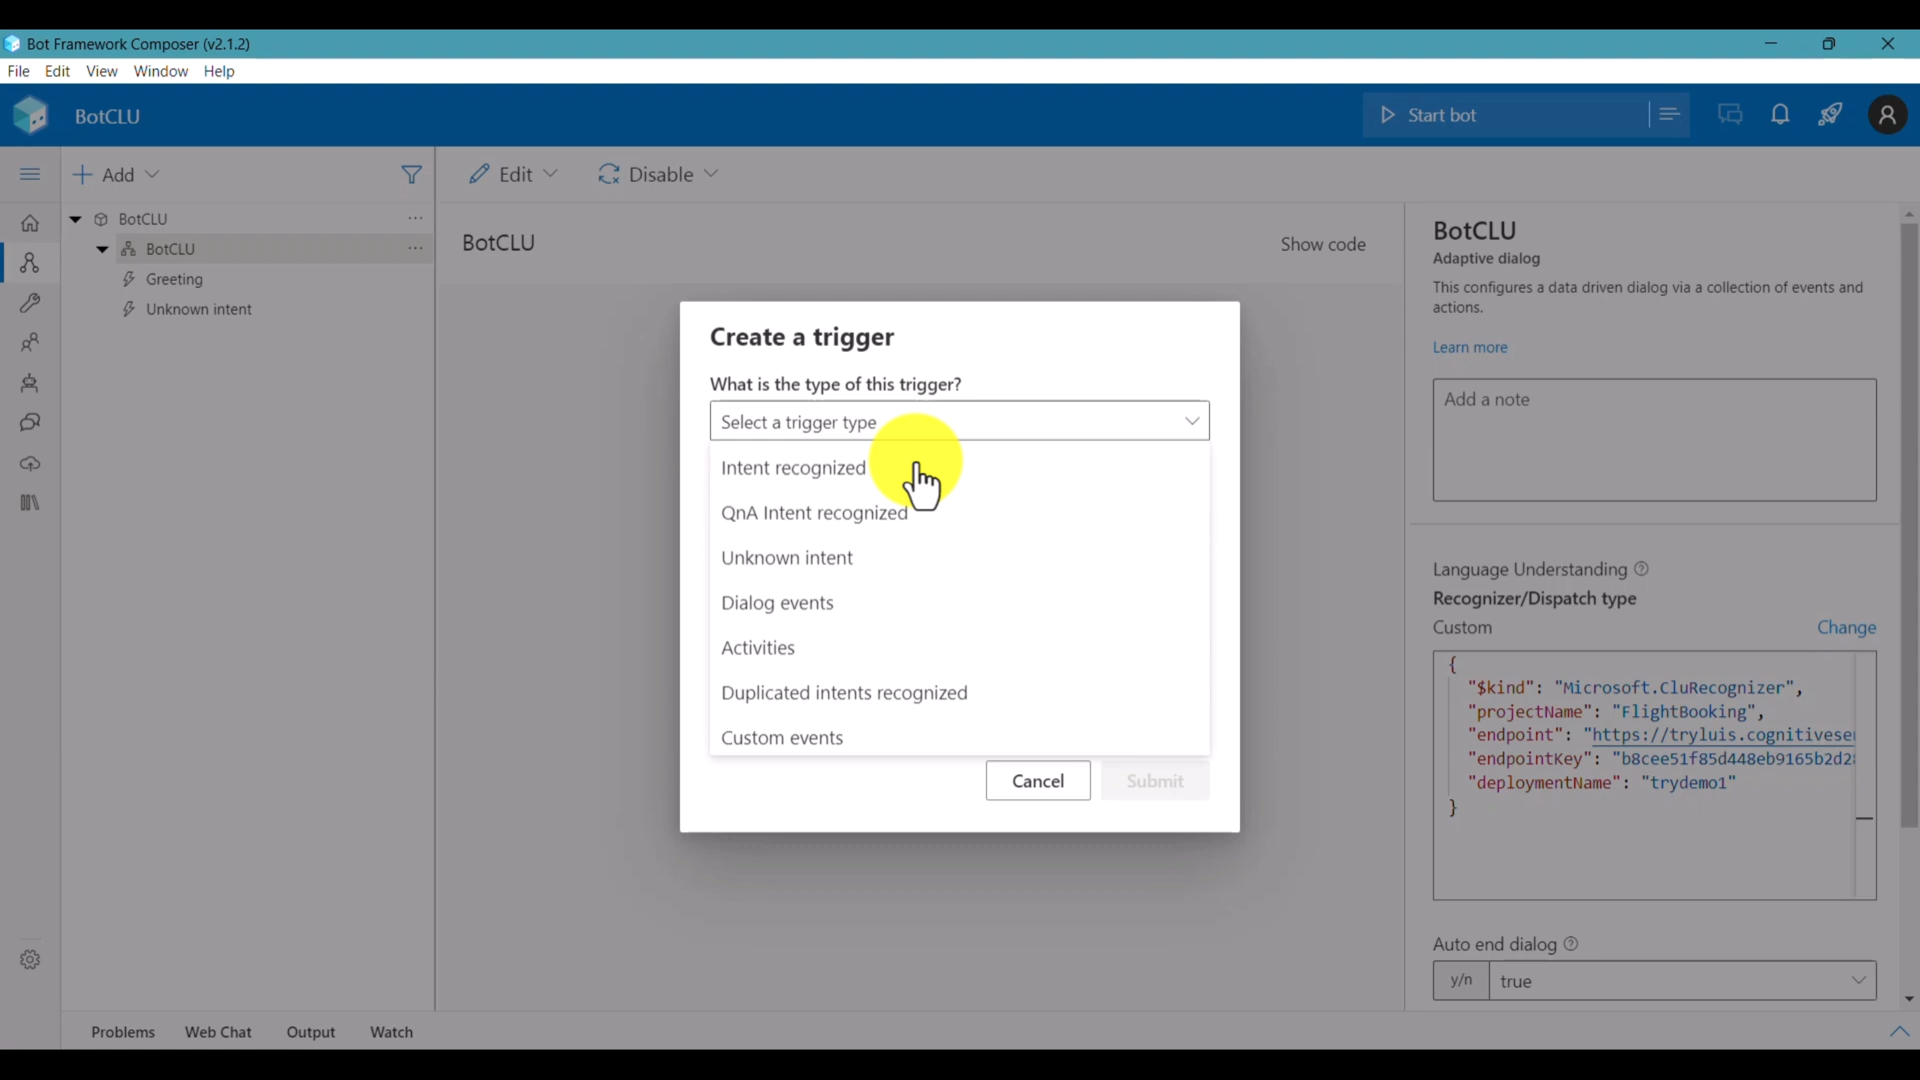 Bot Framework Composer (v2.1.2)
File Edit View Window Help
BotCLU
Start bot
Add
Edit
Disable
BotCLU
BotCLU
Greeting
Unknown intent
BotCLU
Show code
Create a trigger
What is the type of this trigger?
Select a trigger type
Intent recognized
QnA Intent recognized
Unknown intent
Dialog events
Activities
Duplicated intents recognized
Custom events
Cancel
Submit
BotCLU
Adaptive dialog
This configures a data driven dialog via a collection of events and
actions.
Learn more
Add a note
Language Understanding
Recognizer/Dispatch type
Custom
Change
{
"$kind": "Microsoft.CluRecognizer",
"projectName": "FlightBooking",
"endpoint": "https://tryluis.cognitivese
"endpointKey": "b8cee51f85d448eb9165b2d2
"deploymentName": "trydemo1"
}
Auto end dialog
y/n true
Problems Web Chat Output Watch